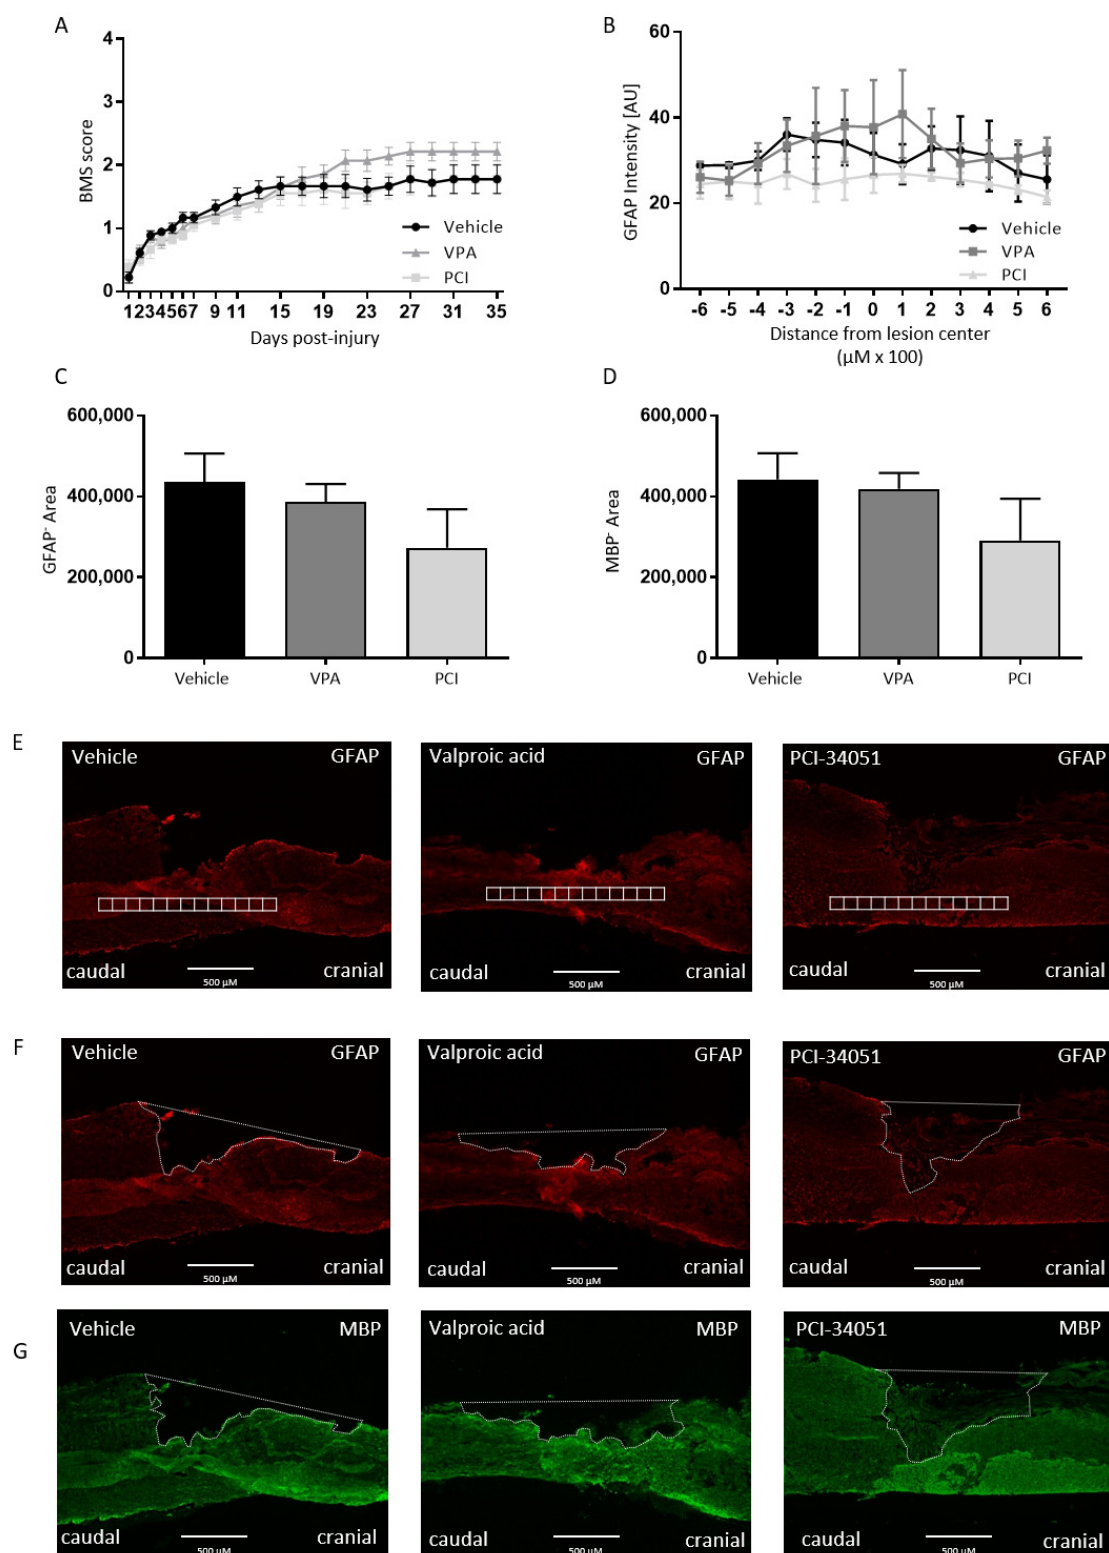 A
4
3
2
1
0
BMS score
Vehicle
VPA
PCI
1 2 3 4 5 6 7 9 11 15 19 23 27 31 35
Days post-injury
B
60
40
20
0
GFAP Intensity [AU]
Vehicle
VPA
PCI
-6 -5 -4 -3 -2 -1 0 1 2 3 4 5 6
Distance from lesion center
(μM x 100)
C
600,000
400,000
200,000
0
GFAP⁻ Area
Vehicle VPA PCI
D
600,000
400,000
200,000
0
MBP⁻ Area
Vehicle VPA PCI
E
Vehicle GFAP
caudal cranial
500 μM
Valproic acid GFAP
caudal cranial
500 μM
PCI-34051 GFAP
caudal cranial
500 μM
F
Vehicle GFAP
caudal cranial
500 μM
Valproic acid GFAP
caudal cranial
500 μM
PCI-34051 GFAP
caudal cranial
500 μM
G
Vehicle MBP
caudal cranial
500 μM
Valproic acid MBP
caudal cranial
500 μM
PCI-34051 MBP
caudal cranial
500 μM